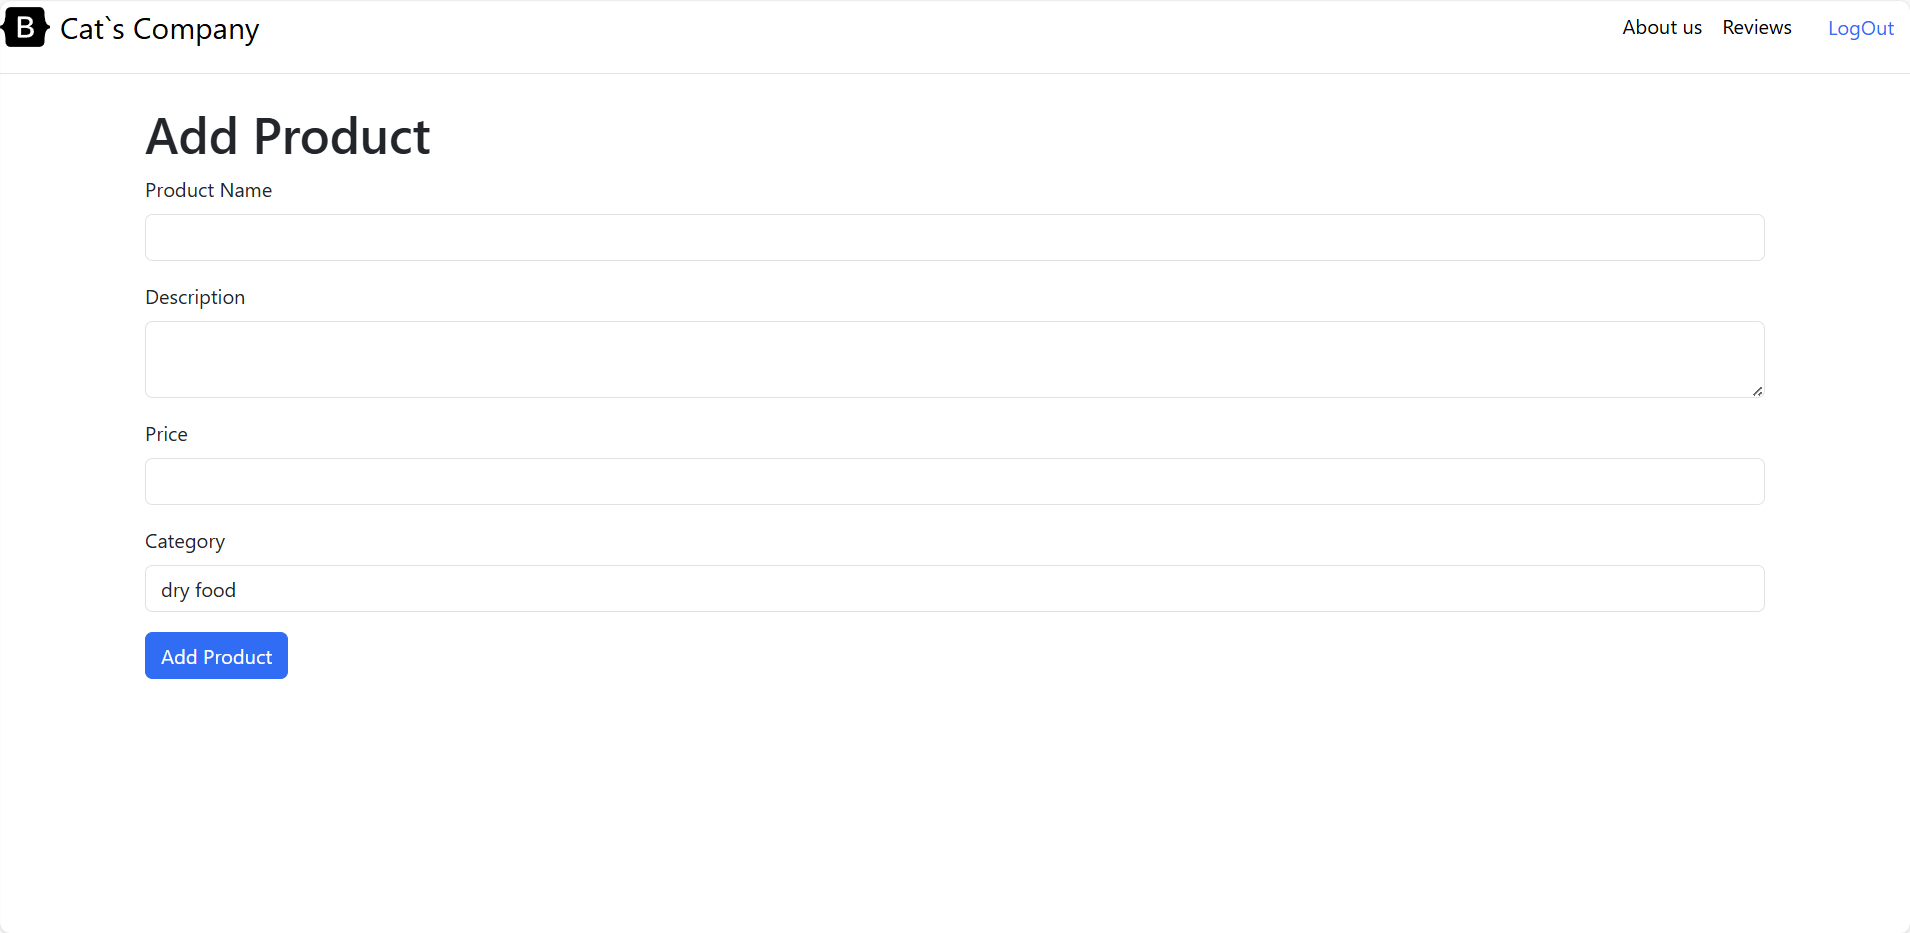 B Cat`s Company
About us Reviews LogOut
Add Product
Product Name
Description
Price
Category
dry food
Add Product